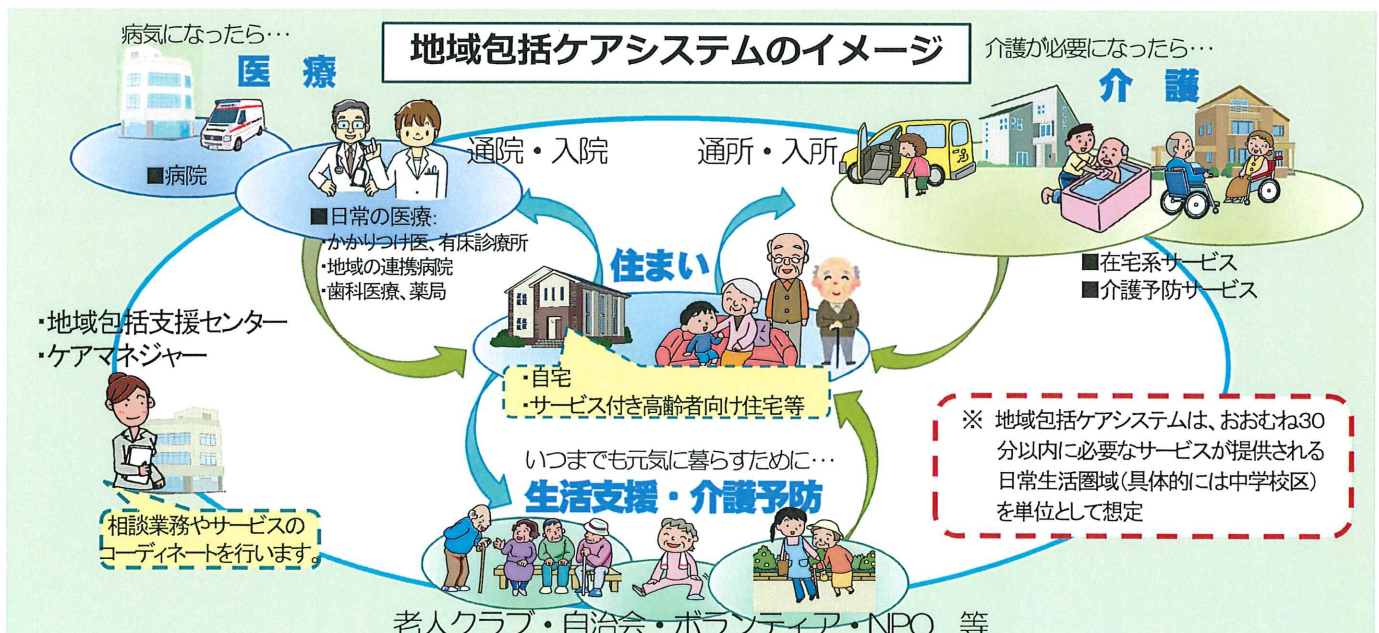 地域包括ケアシステムのイメージ
病気になったら…
医 療
■病院
■日常の医療:
・かかりつけ医、有床診療所
・地域の連携病院
・歯科医療、薬局
通院・入院
通所・入所
介護が必要になったら…
介 護
■在宅系サービス
■介護予防サービス
住まい
・自宅
・サービス付き高齢者向け住宅等
・地域包括支援センター
・ケアマネジャー
相談業務やサービスの
コーディネートを行います。
いつまでも元気に暮らすために…
生活支援・介護予防
老人クラブ・自治会・ボランティア・NPO 等
※ 地域包括ケアシステムは、おおむね30
分以内に必要なサービスが提供される
日常生活圏域(具体的には中学校区)
を単位として想定